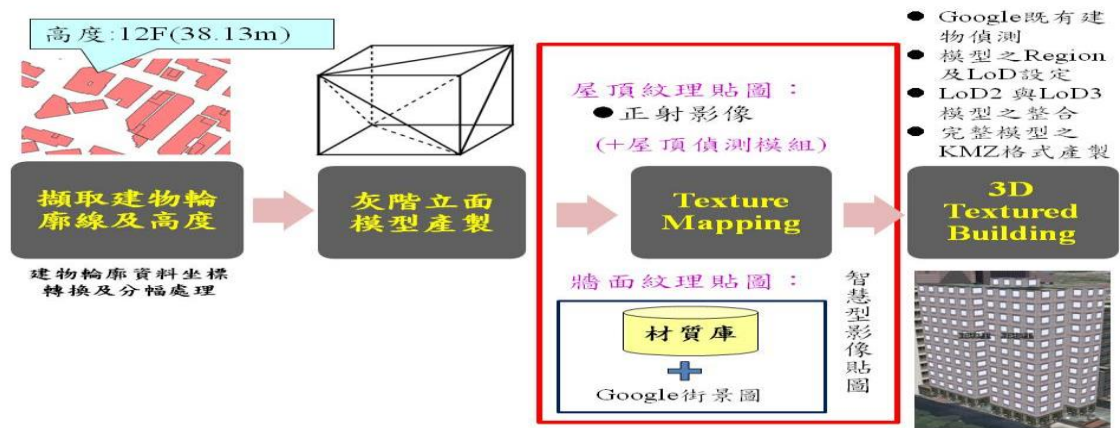 高度:12F(38.13m)
擷取建物輪
廓線及高度
建物輪廓資料坐標
轉換及分幅處理
灰階立面
模型產製
屋頂紋理貼圖：
●正射影像
(+屋頂偵測模組)
Texture
Mapping
牆面紋理貼圖：
材質庫
Google街景圖
智慧型影像貼圖
● Google既有建
物偵測
● 模型之Region
及LoD設定
● LoD2 與LoD3
模型之整合
● 完整模型之
KMZ格式產製
3D
Textured
Building